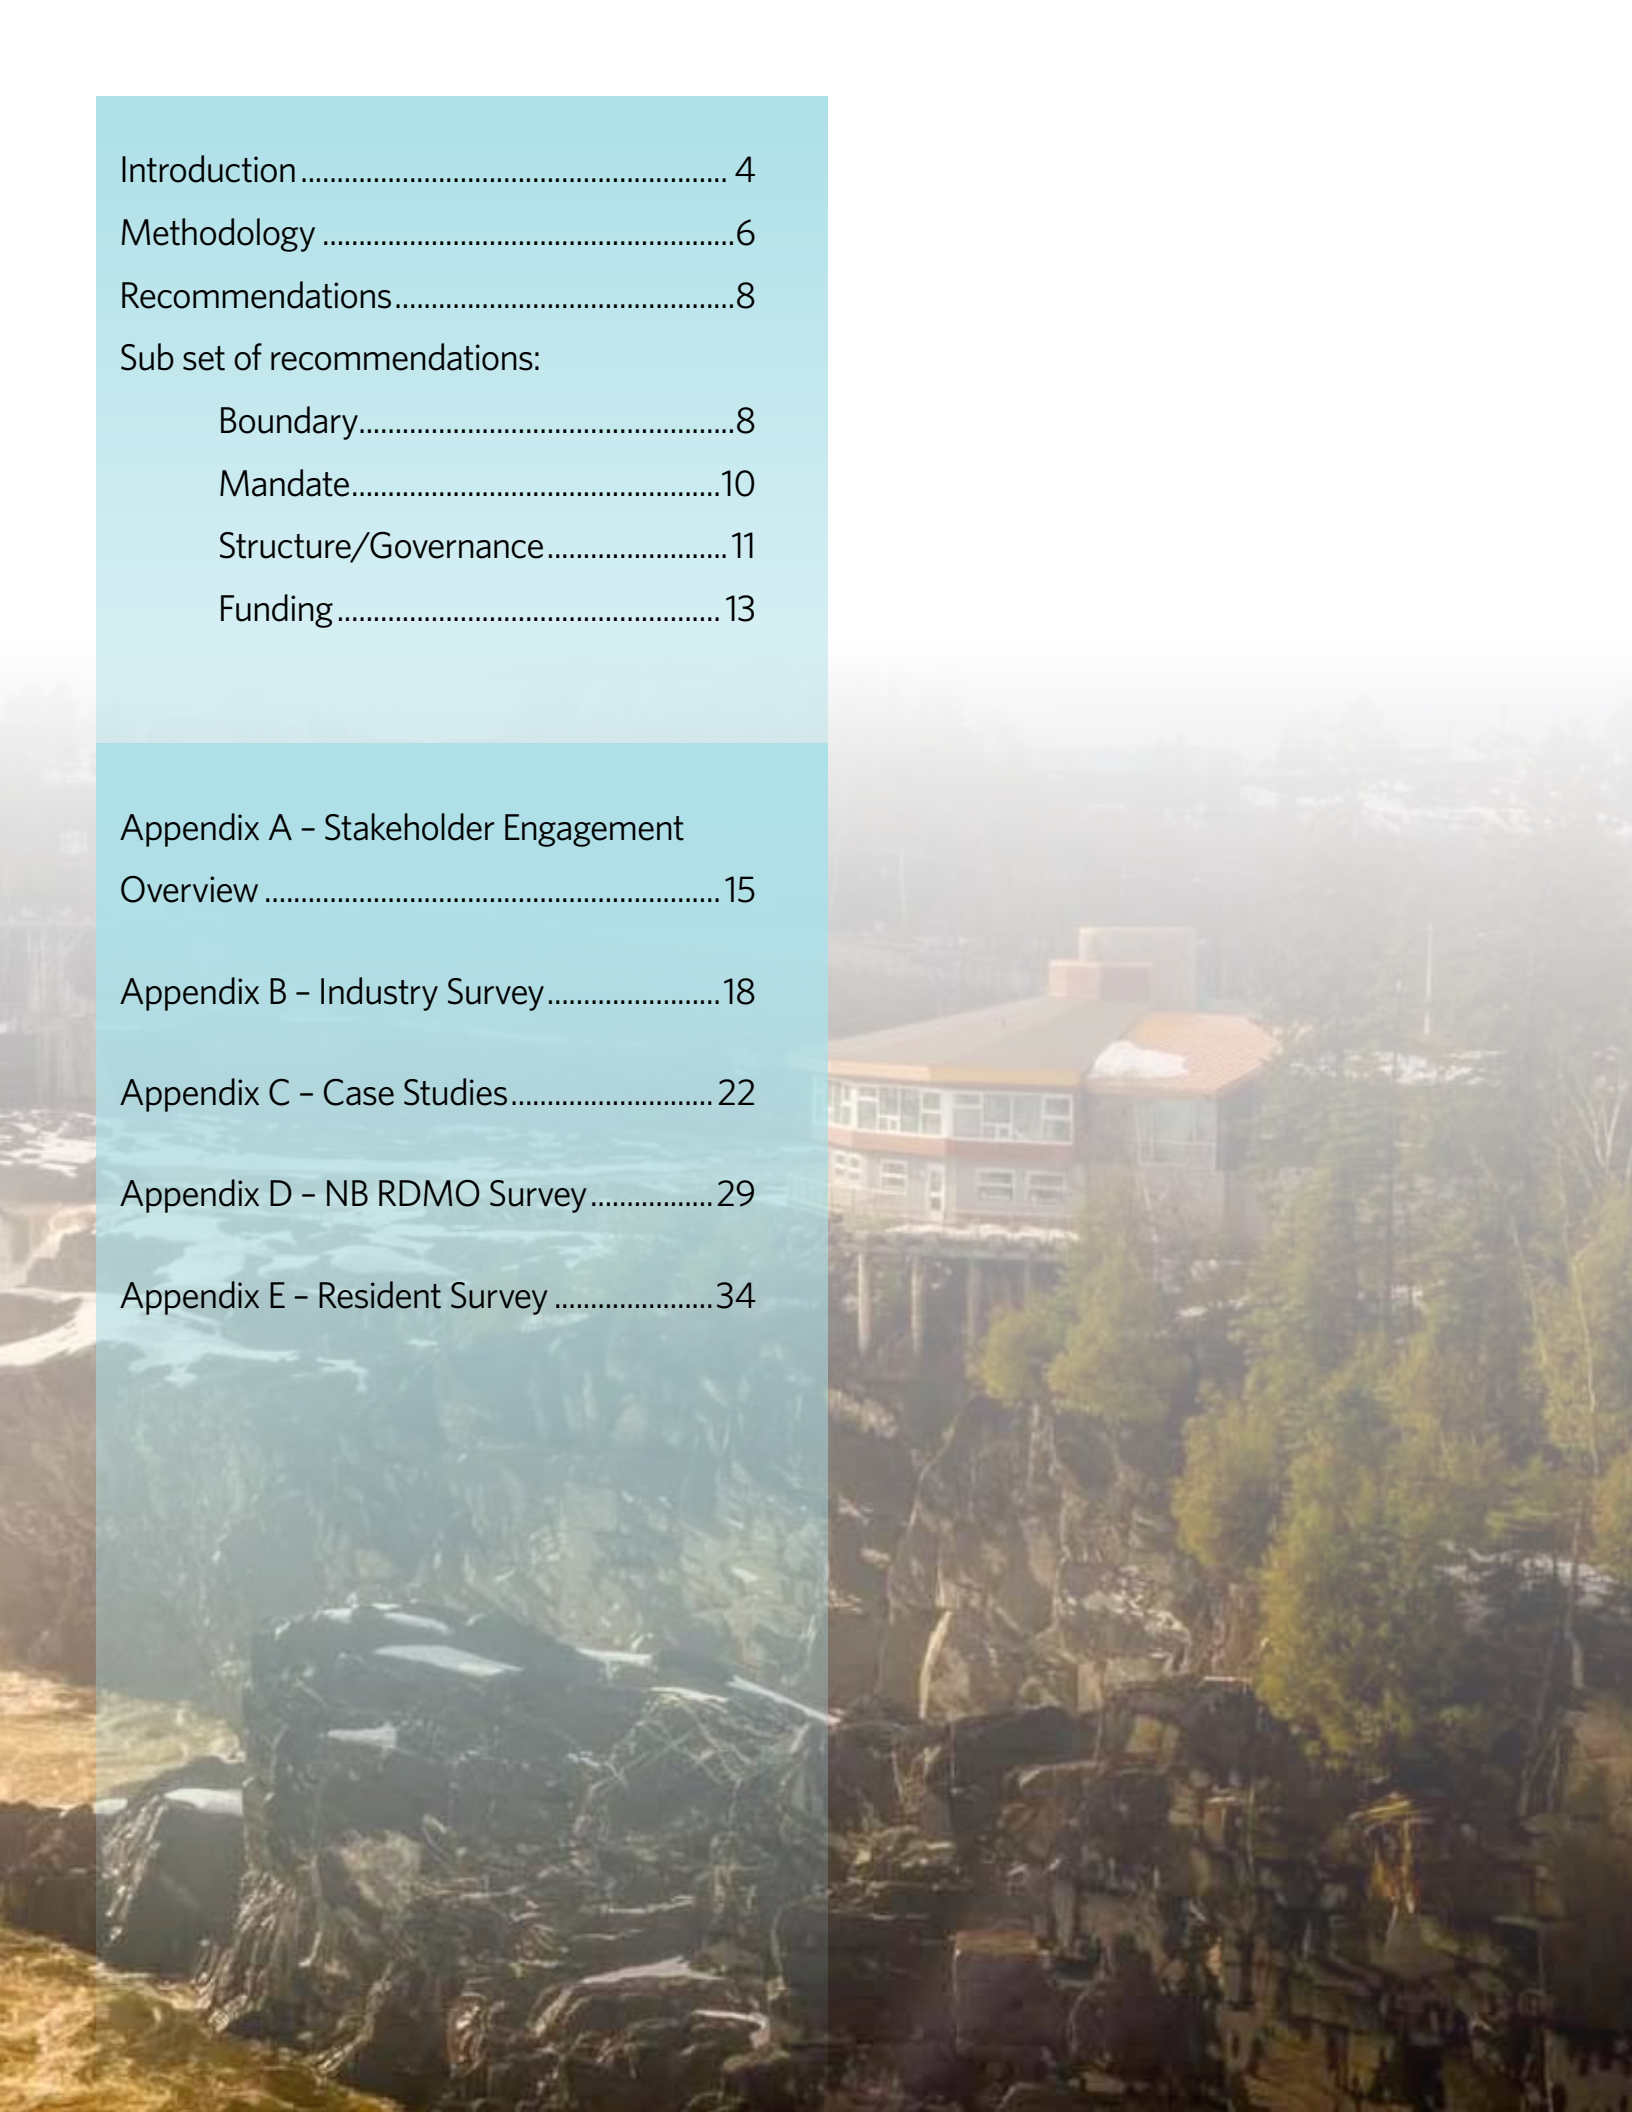 Introduction ........................................................... 4
Methodology .........................................................6
Recommendations...............................................8
Sub set of recommendations:
Boundary....................................................8
Mandate...................................................10
Structure/Governance......................... 11
Funding..................................................... 13
Appendix A – Stakeholder Engagement
Overview ............................................................... 15
Appendix B – Industry Survey........................18
Appendix C – Case Studies............................ 22
Appendix D – NB RDMO Survey.................29
Appendix E – Resident Survey ......................34